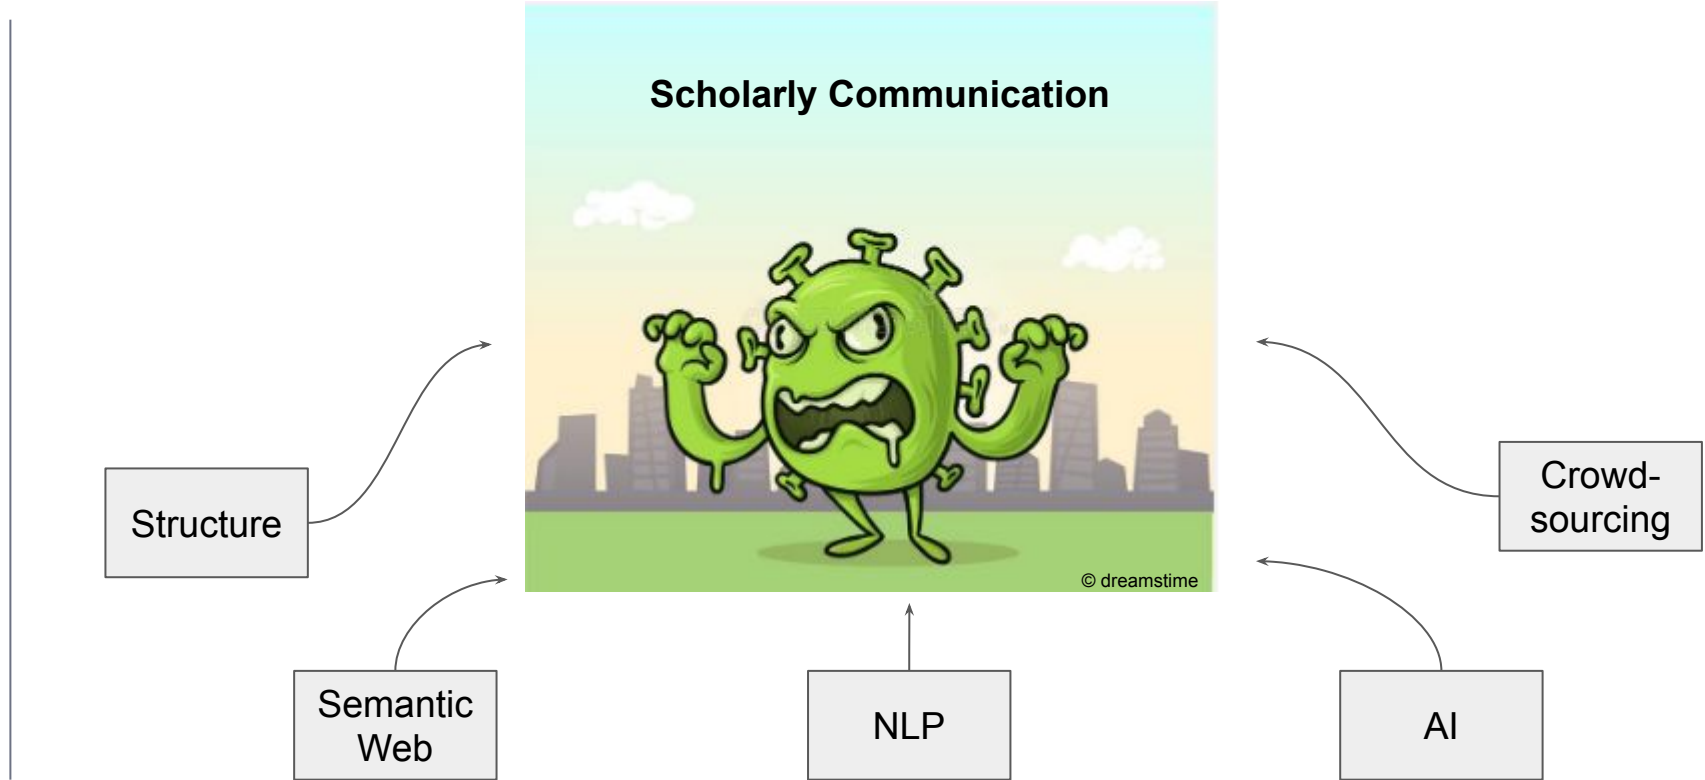 Scholarly Communication
© dreamstime
Structure
Crowd-
sourcing
Semantic
Web
NLP
AI